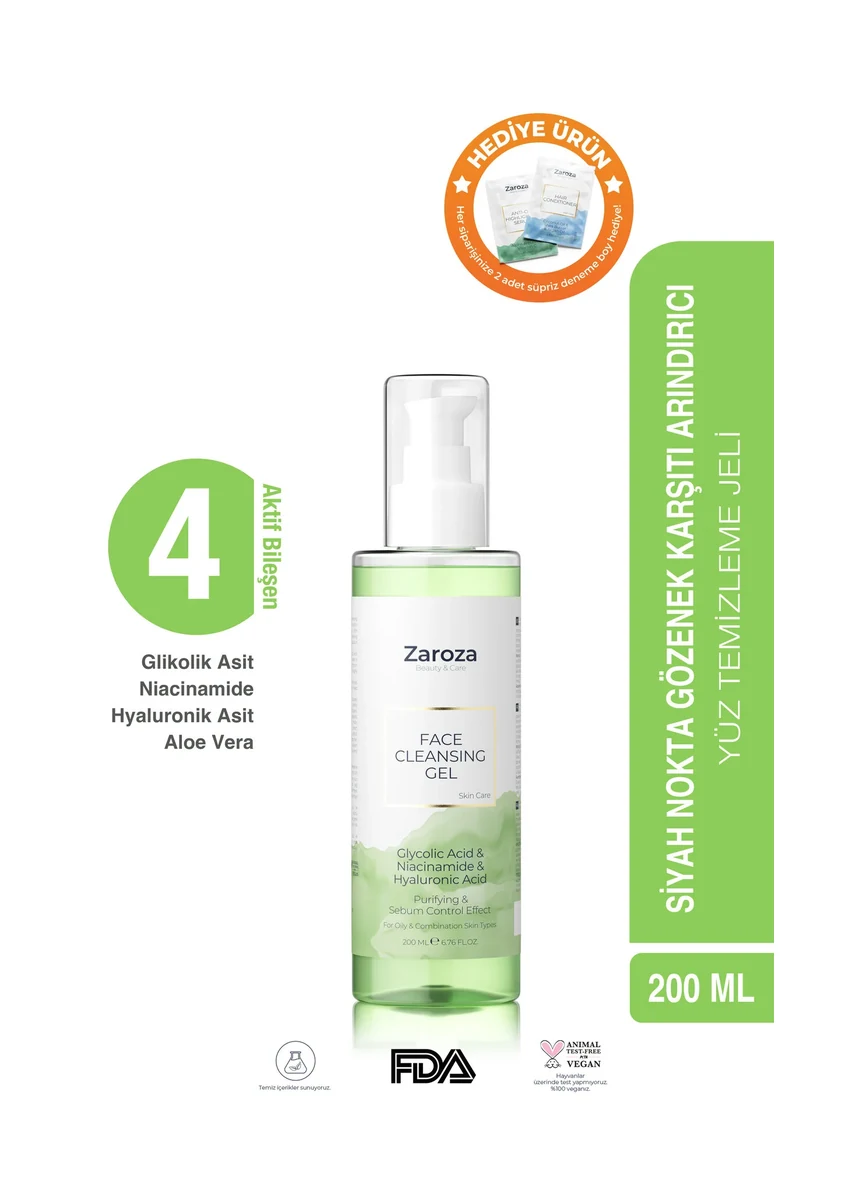 HEDİYE ÜRÜN
Her siparişinize 2 adet süpriz deneme boy hediye!
Zaroza
Zaroza
HAIR
CONDITIONER
SİYAH NOKTA GÖZENEK KARŞITI ARINDIRICI
YÜZ TEMİZLEME JELİ
200 ML
4
Aktif Bileşen
Glikolik Asit
Niacinamide
Hyaluronik Asit
Aloe Vera
Zaroza
Beauty & Care
FACE
CLEANSING
GEL
Skin Care
Glycolic Acid &
Niacinamide &
Hyaluronic Acid
Purifying &
Sebum Control Effect
For Oily & Combination Skin Types
200 ML ℮ 6.76 FL.OZ
Temiz içerikler sunuyoruz.
FDA
ANIMAL
TEST-FREE
VEGAN
Hayvanlar
üzerinde test yapmıyoruz.
%100 veganız.